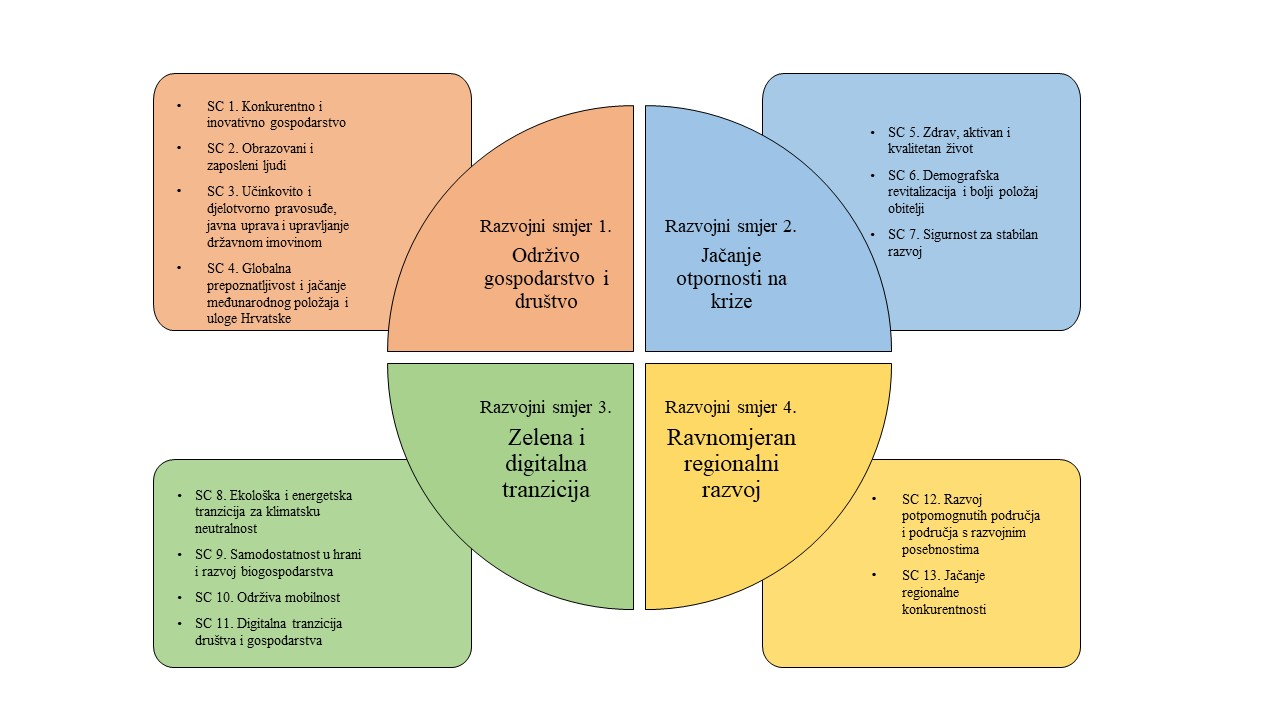 • SC 1. Konkurentno i
inovativno gospodarstvo
• SC 2. Obrazovani i
zaposleni ljudi
• SC 3. Učinkovito i
djelotvorno pravosuđe,
javna uprava i upravljanje
državnom imovinom
• SC 4. Globalna
prepoznatljivost i jačanje
međunarodnog položaja i
uloge Hrvatske
Razvojni smjer 1.
Održivo
gospodarstvo i
društvo
Razvojni smjer 2.
Jačanje
otpornosti na
krize
• SC 5. Zdrav, aktivan i
kvalitetan život
• SC 6. Demografska
revitalizacija i bolji položaj
obitelji
• SC 7. Sigurnost za stabilan
razvoj
• SC 8. Ekološka i energetska
tranzicija za klimatsku
neutralnost
• SC 9. Samodostatnost u hrani
i razvoj biogospodarstva
• SC 10. Održiva mobilnost
• SC 11. Digitalna tranzicija
društva i gospodarstva
Razvojni smjer 3.
Zelena i
digitalna
tranzicija
Razvojni smjer 4.
Ravnomjeran
regionalni
razvoj
• SC 12. Razvoj
potpomognutih područja
i područja s razvojnim
posebnostima
• SC 13. Jačanje
regionalne
konkurentnosti